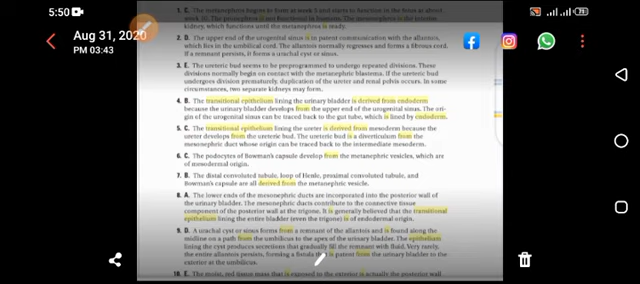 5:50
Aug 31, 2020
PM 03:43
1. C. The metanephros begins to form at week 5 and starts to function in the fetus at about
week 10. The pronephros is not functional in humans. The mesonephros is the interim
kidney, which functions until the metanephros is ready.
2. D. The upper end of the urogenital sinus is in patent communication with the allantois,
which lies in the umbilical cord. The allantois normally regresses and forms a fibrous cord.
If a remnant persists, it forms a urachal cyst or sinus.
3. E. The ureteric bud seems to be preprogrammed to undergo repeated divisions. These
divisions normally begin on contact with the metanephric blastema. If the ureteric bud
undergoes division prematurely, duplication of the ureter and renal pelvis occurs. In some
circumstances, two separate kidneys may form.
4. B. The transitional epithelium lining the urinary bladder is derived from endoderm
because the urinary bladder develops from the upper end of the urogenital sinus. The ori-
gin of the urogenital sinus can be traced back to the gut tube, which is lined by endoderm.
5. C. The transitional epithelium lining the ureter is derived from mesoderm because the
ureter develops from the ureteric bud. The ureteric bud is a diverticulum from the
mesonephric duct whose origin can be traced back to the intermediate mesoderm.
6. C. The podocytes of Bowman's capsule develop from the metanephric vesicles, which are
of mesodermal origin.
7. B. The distal convoluted tubule, loop of Henle, proximal convoluted tubule, and
Bowman's capsule are all derived from the metanephric vesicle.
8. A. The lower ends of the mesonephric ducts are incorporated into the posterior wall of
the urinary bladder. The mesonephric ducts contribute to the connective tissue
component of the posterior wall at the trigone. It is generally believed that the transitional
epithelium lining the entire bladder (even the trigone) is of endodermal origin.
9. D. A urachal cyst or sinus forms from a remnant of the allantois and is found along the
midline on a path from the umbilicus to the apex of the urinary bladder. The epithelium
lining the cyst produces secretions that gradually fill the remnant with fluid. Very rarely,
the entire allantois persists, forming a fistula that is patent from the urinary bladder to the
exterior at the umbilicus.
10. E. The moist, red tissue mass that is exposed to the exterior is actually the posterior wall